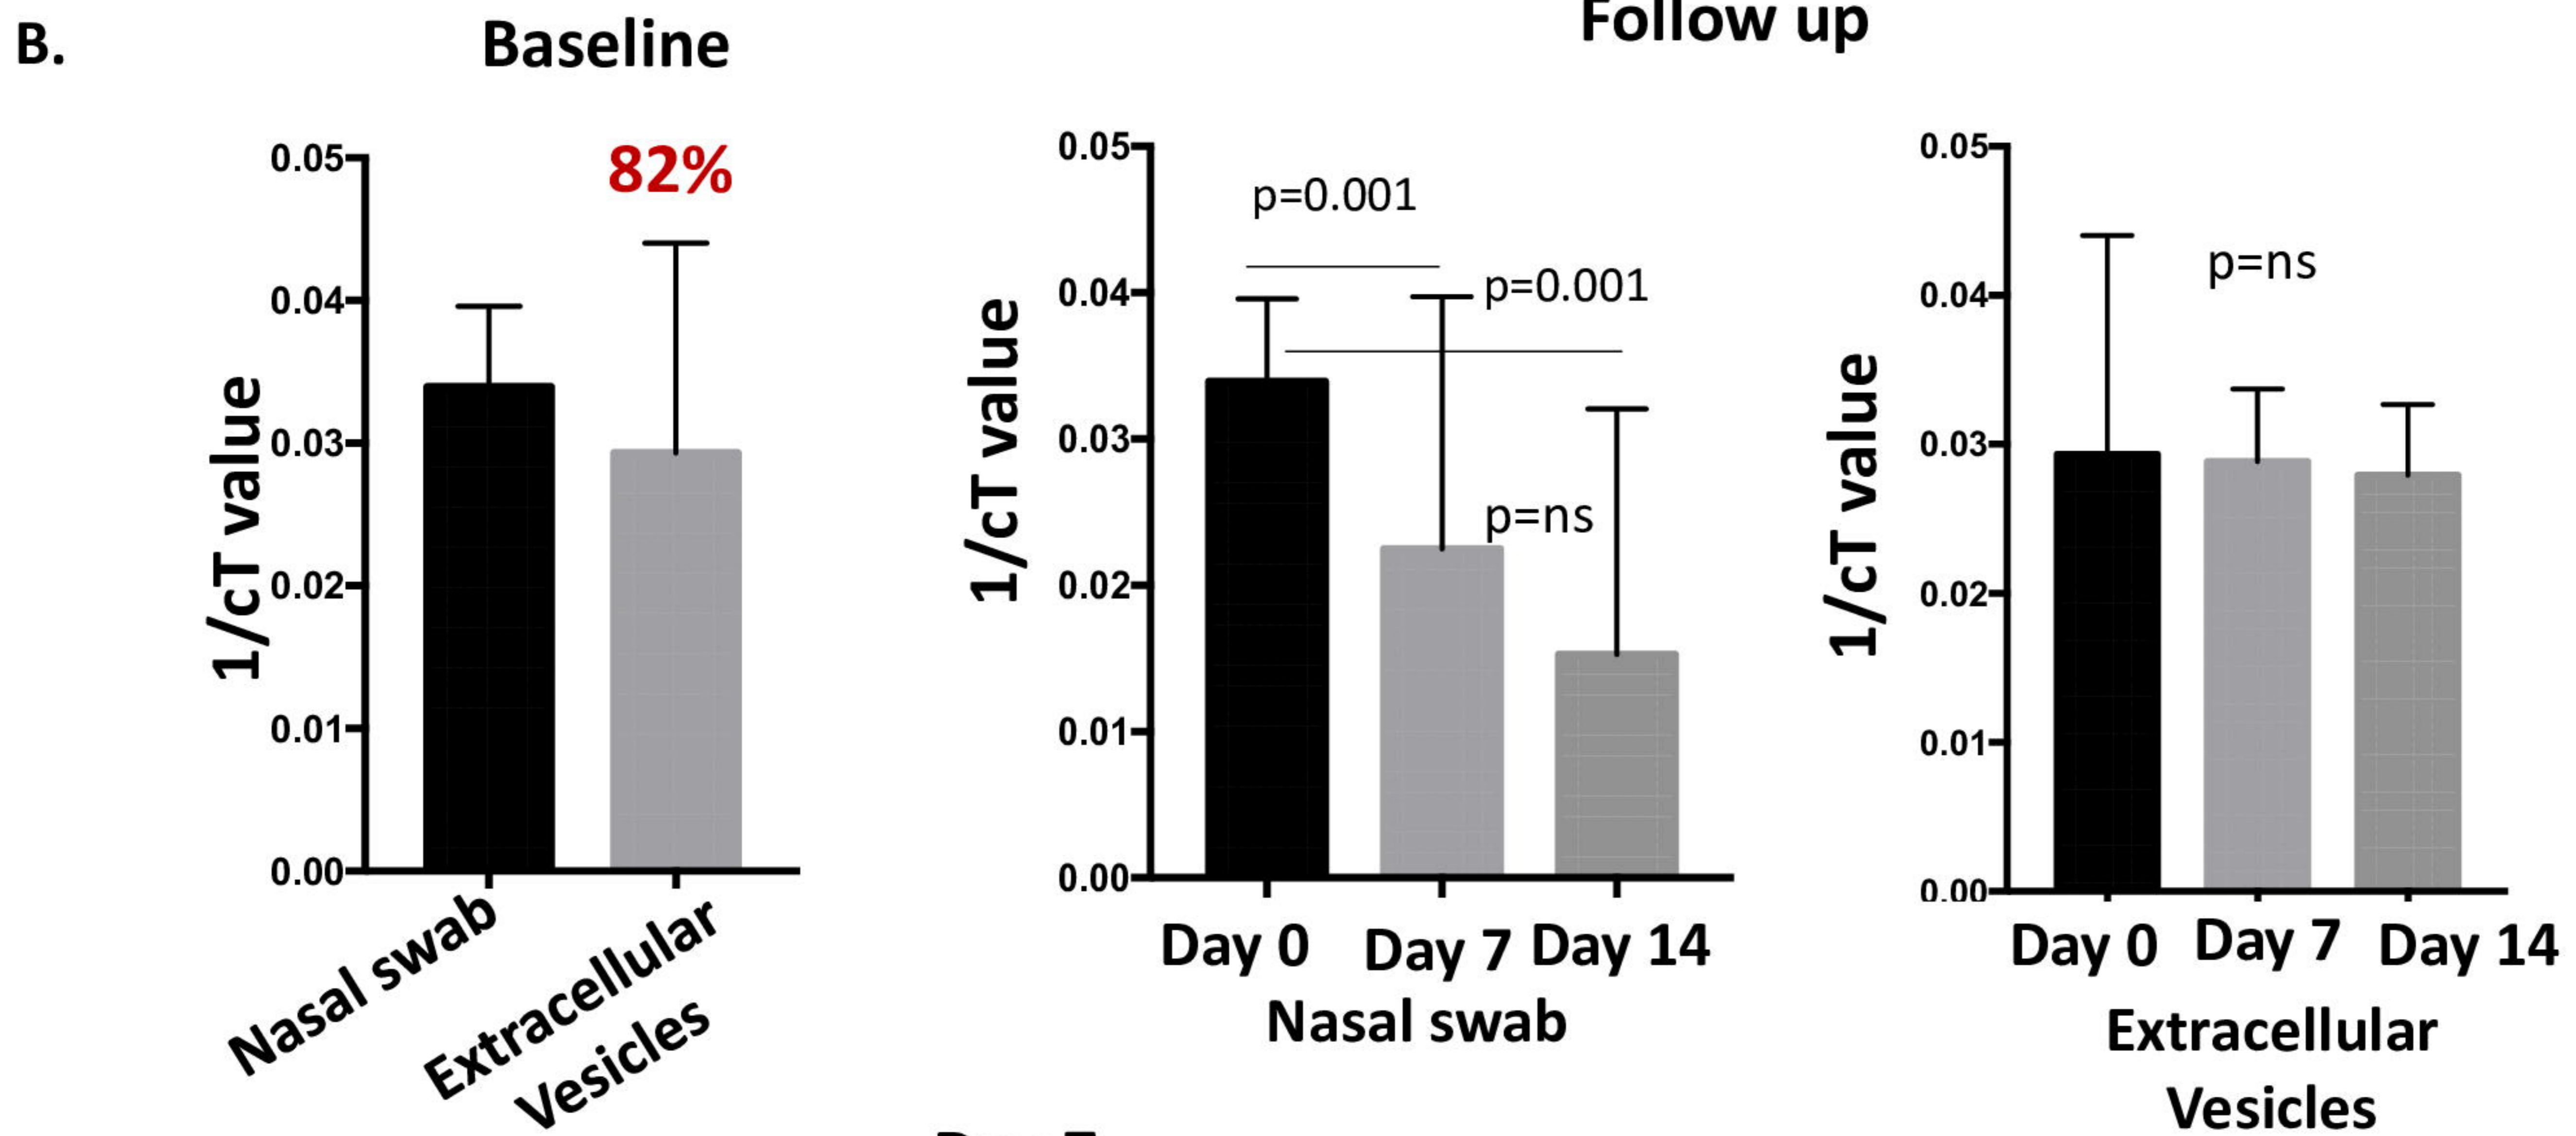 B.
Baseline
Follow up
0.05
0.04
0.03
0.02
0.01
0.00
1/cT value
82%
Nasal swab
Extracellular
Vesicles
0.05
0.04
0.03
0.02
0.01
0.00
1/cT value
p=0.001
p=0.001
p=ns
Day 0 Day 7 Day 14
Nasal swab
0.05
0.04
0.03
0.02
0.01
0.00
1/cT value
p=ns
Day 0 Day 7 Day 14
Extracellular
Vesicles